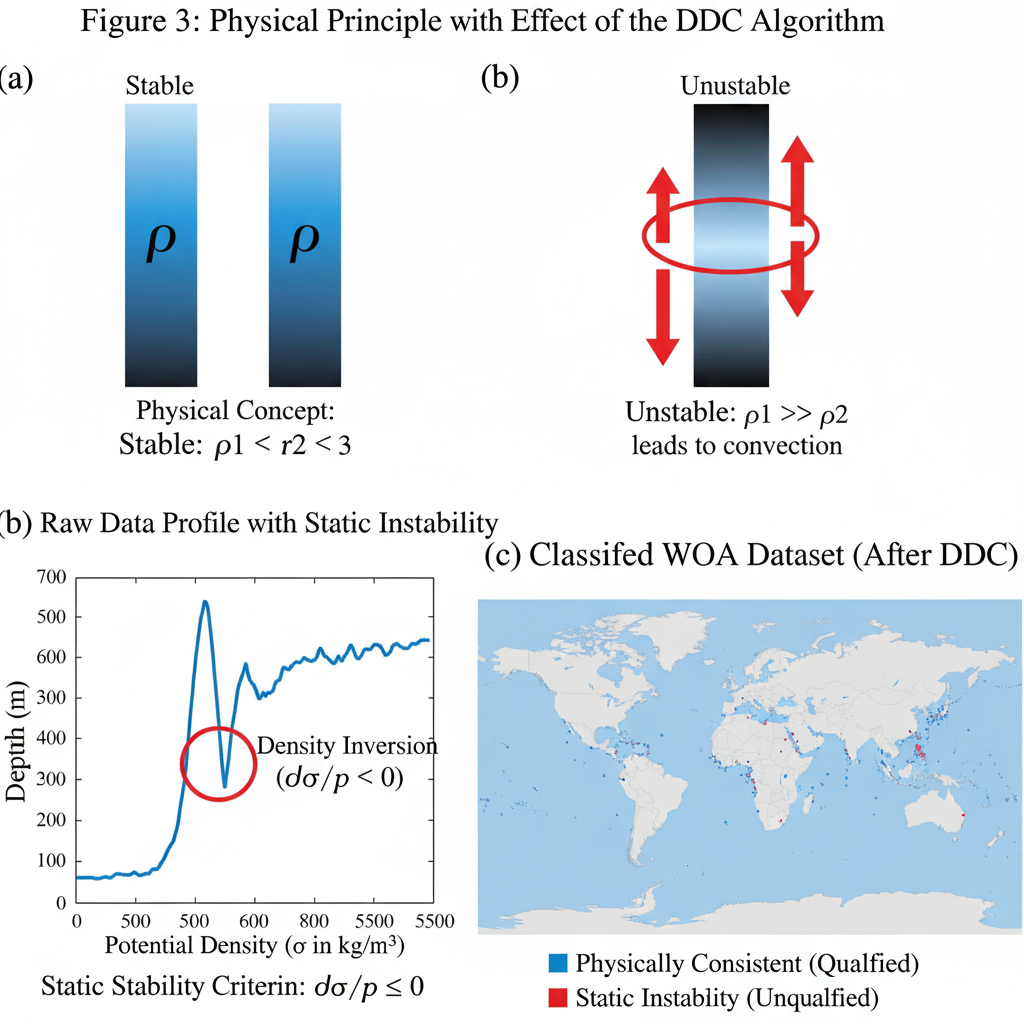 Figure 3: Physical Principle with Effect of the DDC Algorithm
(a)
Stable
ρ
ρ
Physical Concept:
Stable: ρ1 < r2 < 3
(b)
Unustable
Unstable: ρ1 >> ρ2
leads to convection
(b) Raw Data Profile with Static Instability
Depth (m)
700
500
600
300
400
300
200
100
0
Density Inversion
(dσ/p < 0)
0 500 500 600 800 5500 5500
Potential Density (σ in kg/m³)
Static Stability Criterin: dσ/p ≤ 0
(c) Classifed WOA Dataset (After DDC)
Physically Consistent (Qualfied)
Static Instablity (Unqualfied)